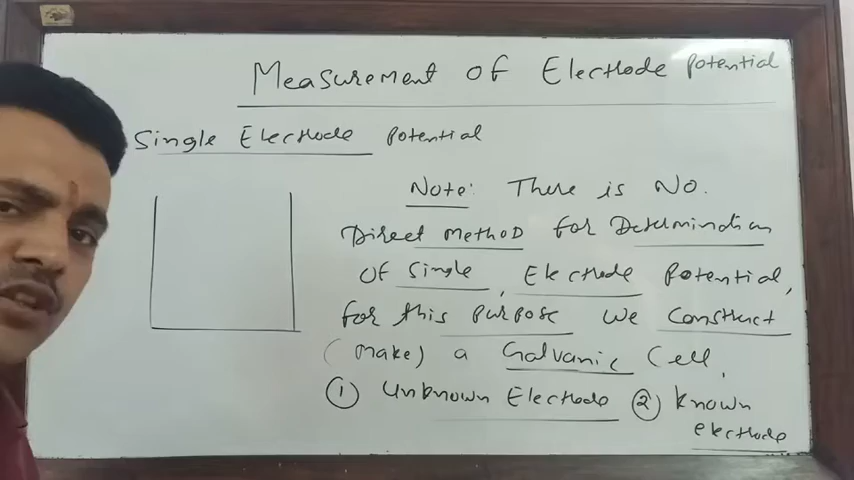 Measurement of Electrode Potential
Single Electrode Potential
Note: There is No.
Direct Method for Determination
Of Single, Electrode Potential,
for this purpose we Construct
(make) a Galvanic Cell,
① Unknown Electrode ② Known
electrode